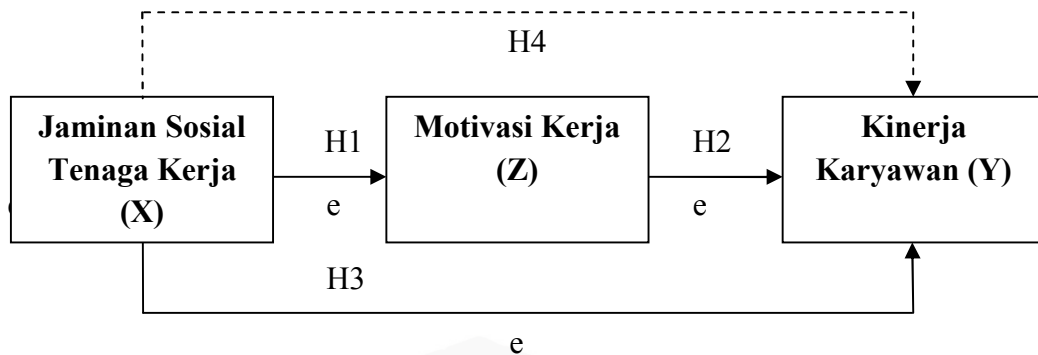 H4
Jaminan Sosial
Tenaga Kerja
(X)
H1
e
Motivasi Kerja
(Z)
H2
e
Kinerja
Karyawan (Y)
H3
e